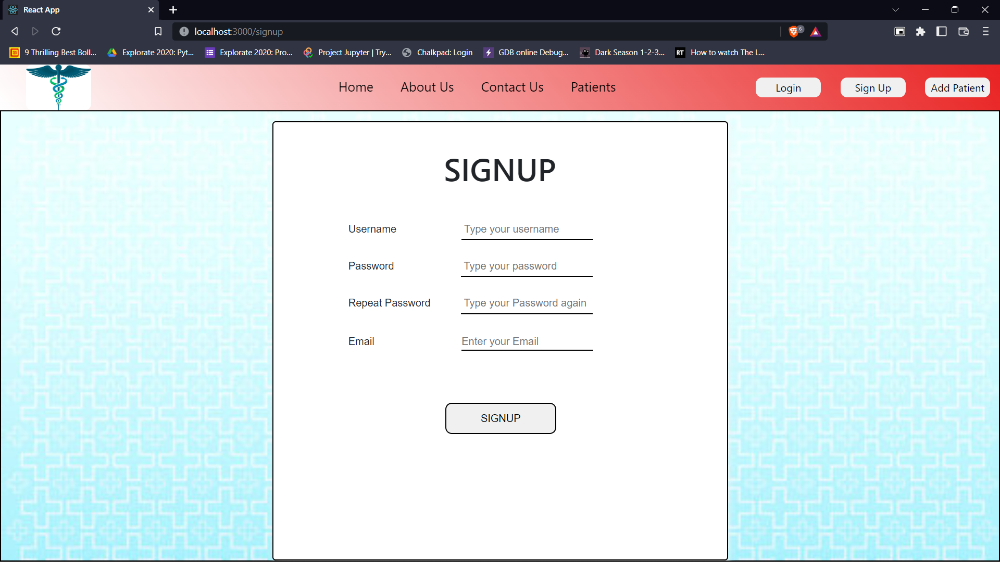 React App
localhost:3000/signup
6
9 Thrilling Best Boll... Explorate 2020: Pyt... Explorate 2020: Pro... Project Jupyter | Try... Chalkpad: Login GDB online Debug... Dark Season 1-2-3... RT How to watch The L...
Home About Us Contact Us Patients Login Sign Up Add Patient
SIGNUP
Username Type your username
Password Type your password
Repeat Password Type your Password again
Email Enter your Email
SIGNUP